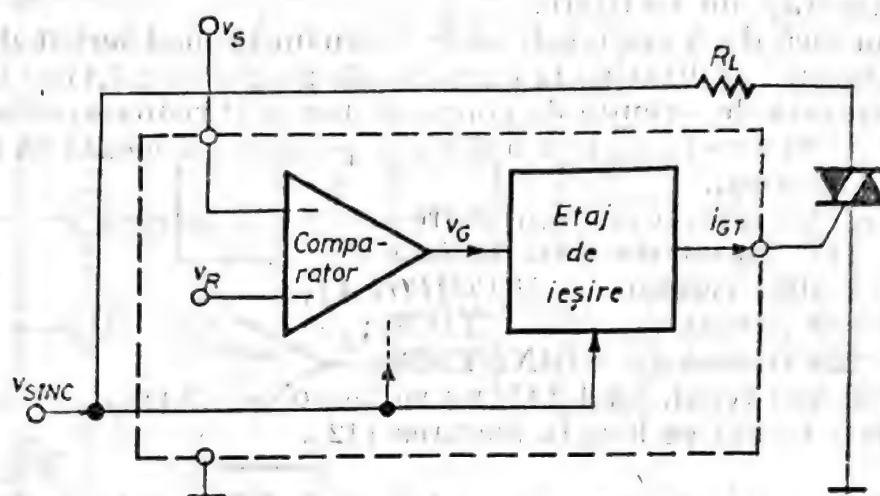 v_S
R_L
Compa-
rator
v_G
Etaj
de
ieșire
i_GT
v_R
v_SINC